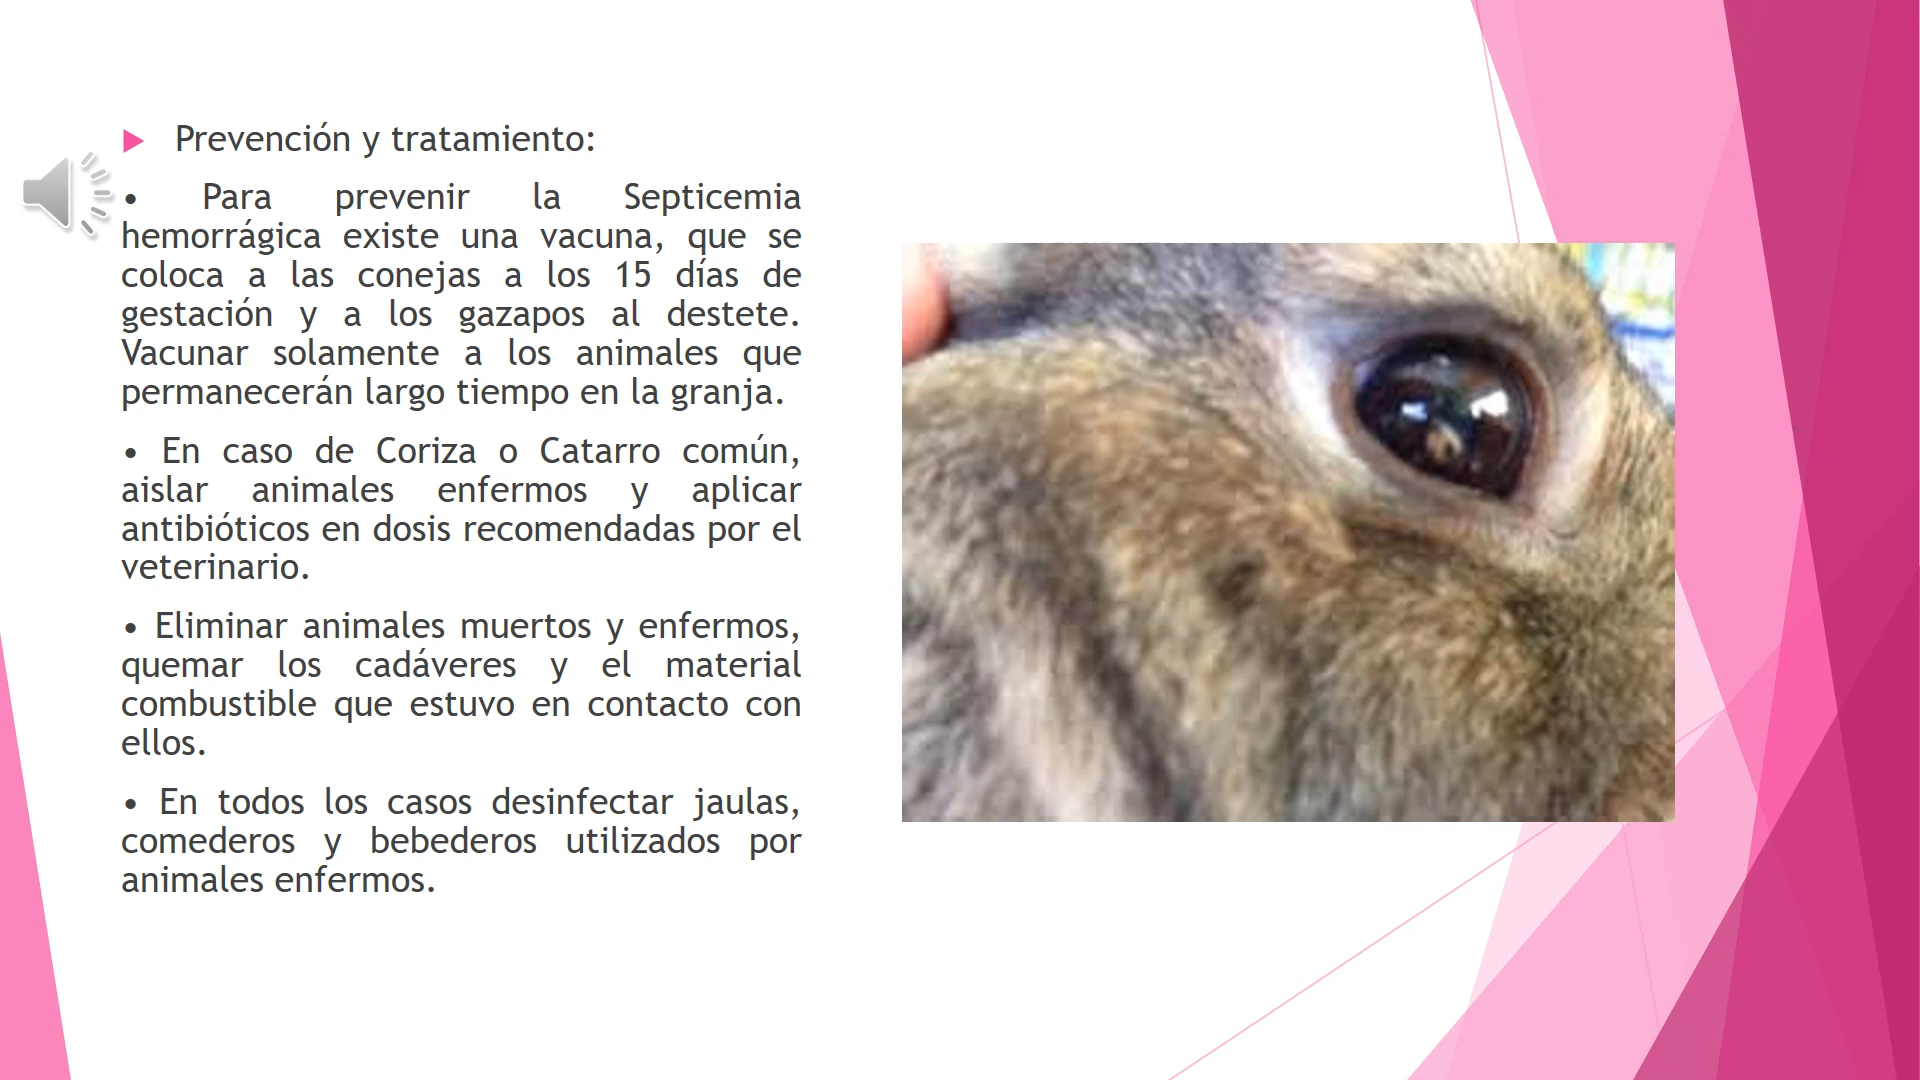 Prevención y tratamiento:
• Para prevenir la Septicemia
hemorrágica existe una vacuna, que se
coloca a las conejas a los 15 días de
gestación y a los gazapos al destete.
Vacunar solamente a los animales que
permanecerán largo tiempo en la granja.
• En caso de Coriza o Catarro común,
aislar animales enfermos y aplicar
antibióticos en dosis recomendadas por el
veterinario.
• Eliminar animales muertos y enfermos,
quemar los cadáveres y el material
combustible que estuvo en contacto con
ellos.
• En todos los casos desinfectar jaulas,
comederos y bebederos utilizados por
animales enfermos.